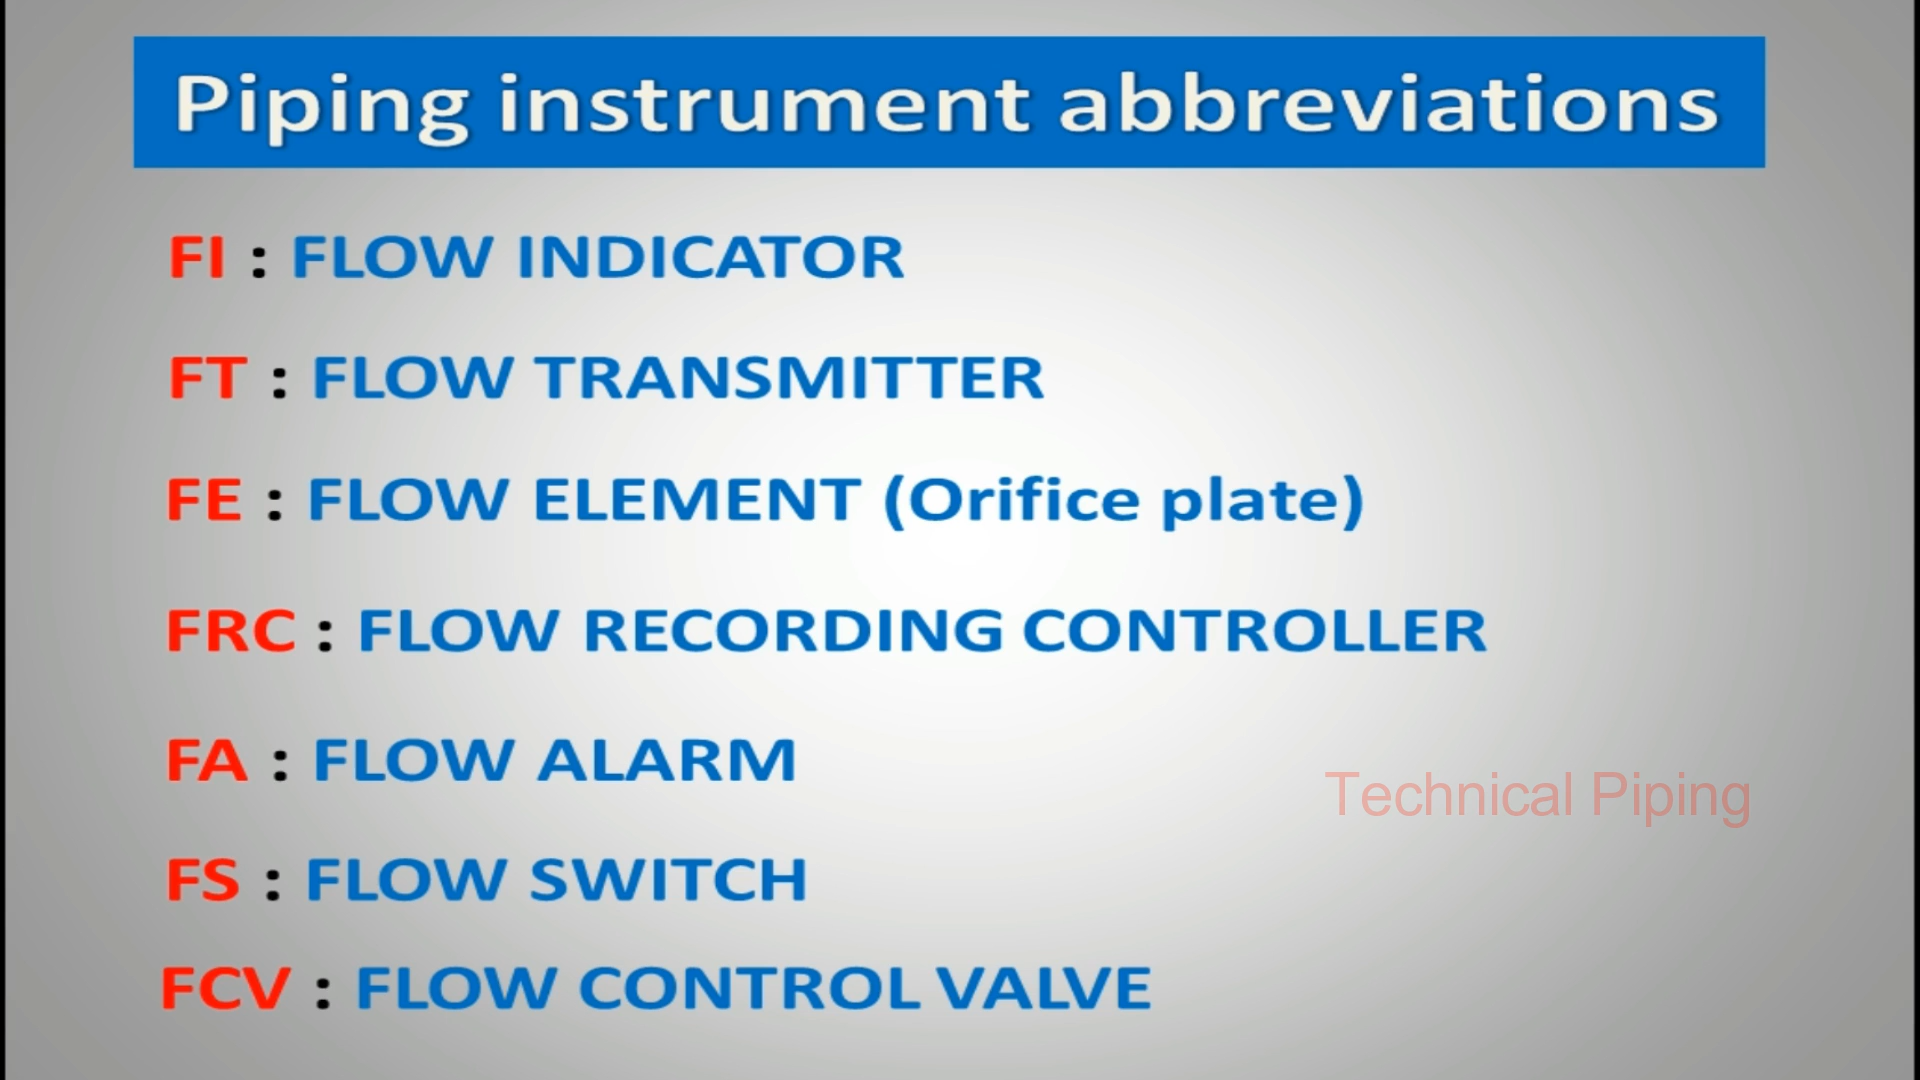 Piping instrument abbreviations
FI : FLOW INDICATOR
FT : FLOW TRANSMITTER
FE : FLOW ELEMENT (Orifice plate)
FRC : FLOW RECORDING CONTROLLER
FA : FLOW ALARM
Technical Piping
FS : FLOW SWITCH
FCV : FLOW CONTROL VALVE